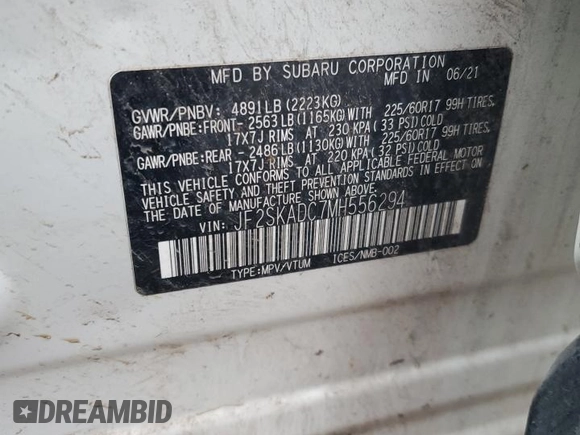 MFD BY SUBARU CORPORATION    MFD IN    06/21
GVWR/PNBV: 4891LB (2223KG)
GAWR/PNBE:FRONT- 2563LB(1165KG)WITH 225/60R17 99H TIRES.
17X7J RIMS AT 230 KPA (33 PSI)COLD
GAWR/PNBE:REAR - 2486LB(1130KG)WITH 225/60R17 99H TIRES.
17X7J RIMS AT 220 KPA (32 PSI)COLD
THIS VEHICLE CONFORMS TO ALL APPLICABLE FEDERAL MOTOR
VEHICLE SAFETY AND THEFT PREVENTION STANDARDS IN EFFECT
ON THE DATE OF MANUFACTURE SHOWN ABOVE.
VIN: JF2SKADC7MH556294
TYPE:MPV/VTUM    ICES/NMB-002
DREAMBID